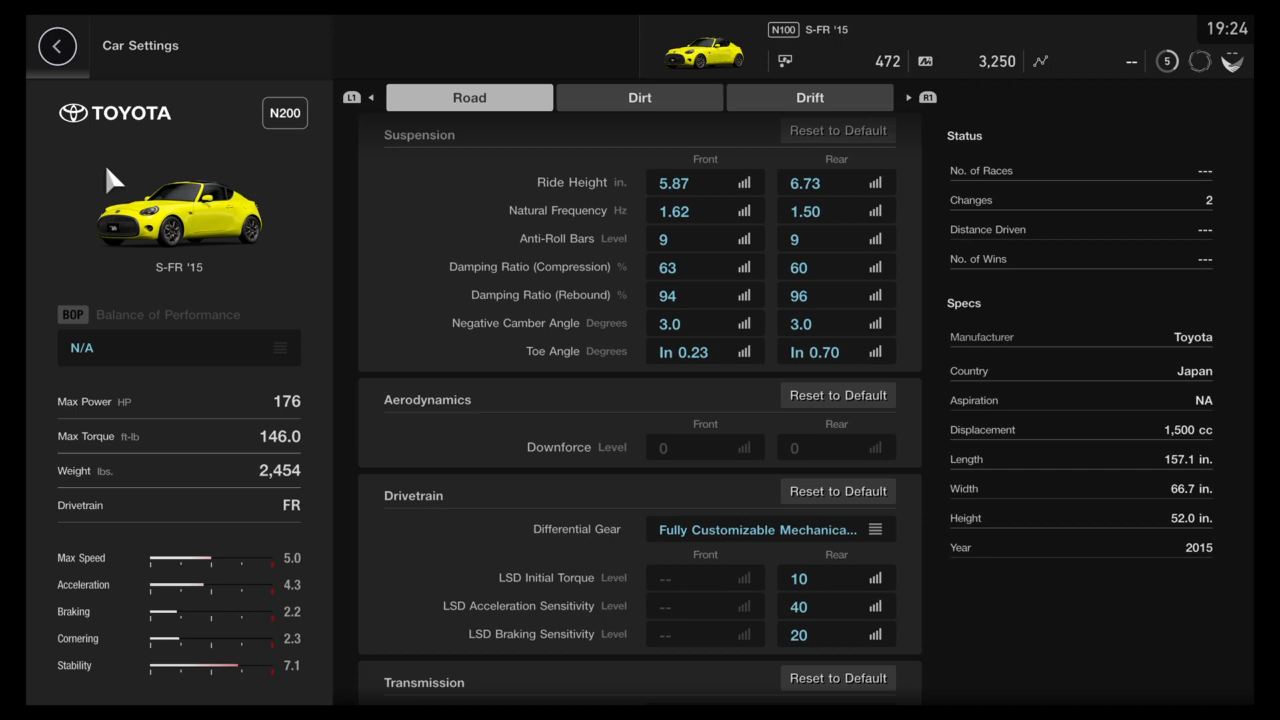 Car Settings
N100 S-FR '15
19:24
472
3,250
--
5
--
TOYOTA
N200
'15
S-FR '15
BOP Balance of Performance
N/A
Max Power HP 176
Max Torque ft-lb 146.0
Weight lbs. 2,454
Drivetrain FR
Max Speed 5.0
Acceleration 4.3
Braking 2.2
Cornering 2.3
Stability 7.1
L1 Road Dirt Drift R1
Suspension Reset to Default
Front Rear
Ride Height in. 5.87 6.73
Natural Frequency Hz 1.62 1.50
Anti-Roll Bars Level 9 9
Damping Ratio (Compression) % 63 60
Damping Ratio (Rebound) % 94 96
Negative Camber Angle Degrees 3.0 3.0
Toe Angle Degrees In 0.23 In 0.70
Aerodynamics Reset to Default
Front Rear
Downforce Level 0 0
Drivetrain Reset to Default
Differential Gear Fully Customizable Mechanica...
Front Rear
LSD Initial Torque Level -- 10
LSD Acceleration Sensitivity Level -- 40
LSD Braking Sensitivity Level -- 20
Transmission Reset to Default
Status
No. of Races ---
Changes 2
Distance Driven ---
No. of Wins ---
Specs
Manufacturer Toyota
Country Japan
Aspiration NA
Displacement 1,500 cc
Length 157.1 in.
Width 66.7 in.
Height 52.0 in.
Year 2015